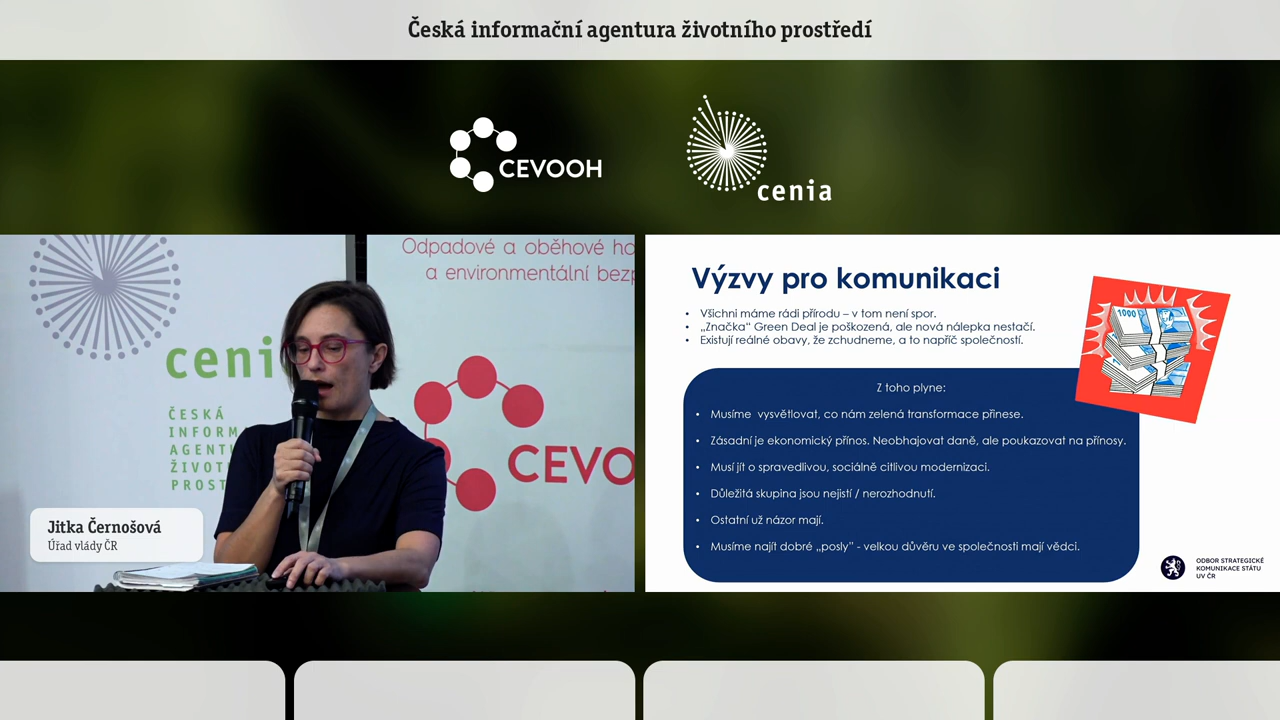 Česká informační agentura životního prostředí
CEVOOH
cenia
Odpadové a oběhové ho
a environmentální bezp
ceni
ČESKÁ
INFORM
AGENTU
ŽIVOT
PROST
CEVO
Jitka Černošová
Úřad vlády ČR
Výzvy pro komunikaci
• Všichni máme rádi přírodu – v tom není spor.
• „Značka“ Green Deal je poškozená, ale nová nálepka nestačí.
• Existují reálné obavy, že zchudneme, a to napříč společností.
1000
Z toho plyne:
• Musíme vysvětlovat, co nám zelená transformace přinese.
• Zásadní je ekonomický přínos. Neobhajovat daně, ale poukazovat na přínosy.
• Musí jít o spravedlivou, sociálně citlivou modernizaci.
• Důležitá skupina jsou nejistí / nerozhodnutí.
• Ostatní už názor mají.
• Musíme najít dobré „posly” - velkou důvěru ve společnosti mají vědci.
ODBOR STRATEGICKÉ
KOMUNIKACE STÁTU
UV ČR